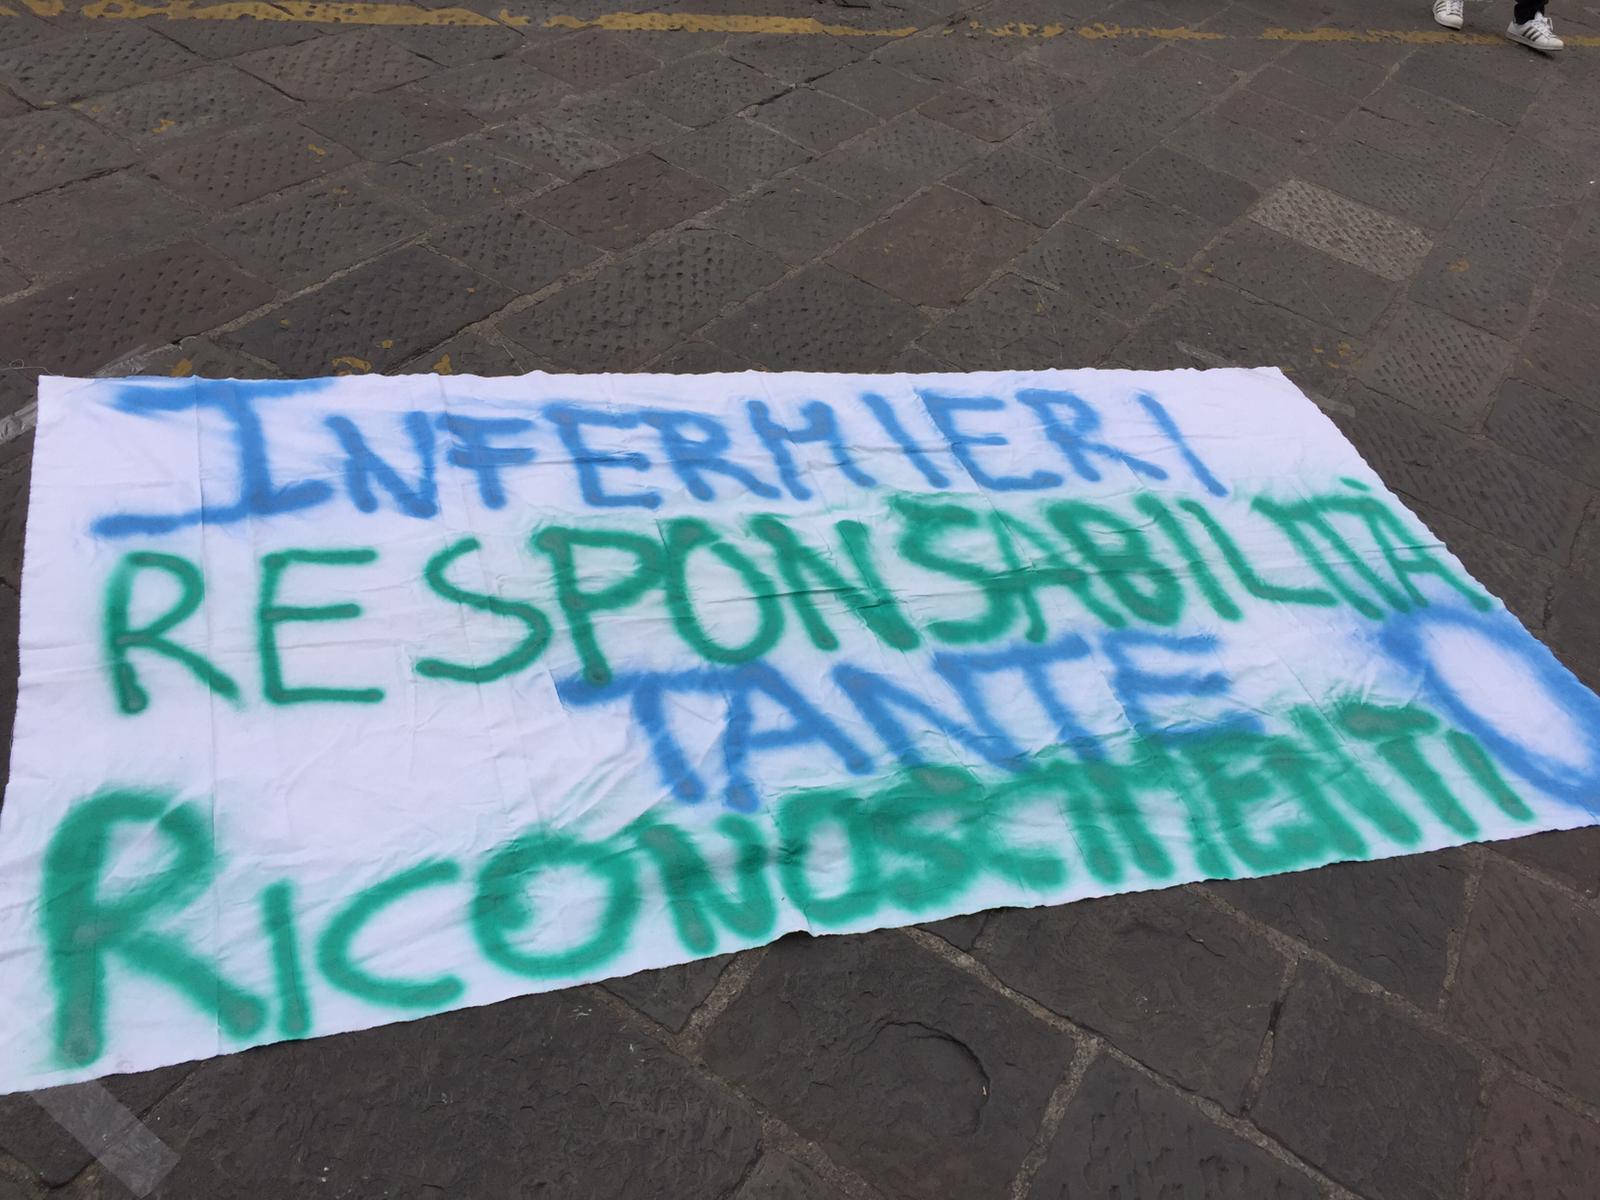 INFERMIERI
RESPONSABILITÀ
TANTE
RICONOSCIMENTI 0